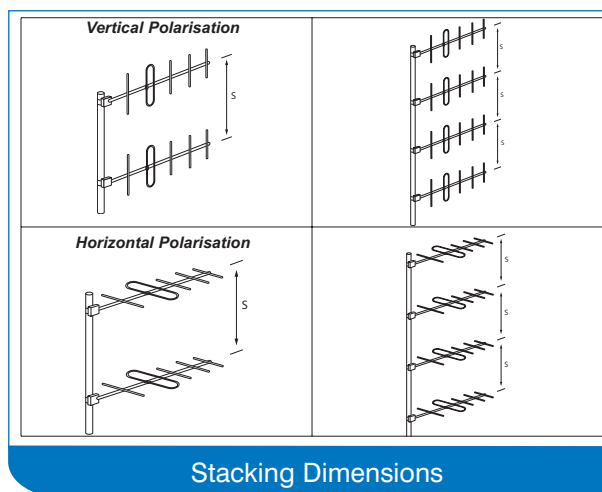 Vertical Polarisation
S
S
S
S
Horizontal Polarisation
S
S
S
S
Stacking Dimensions